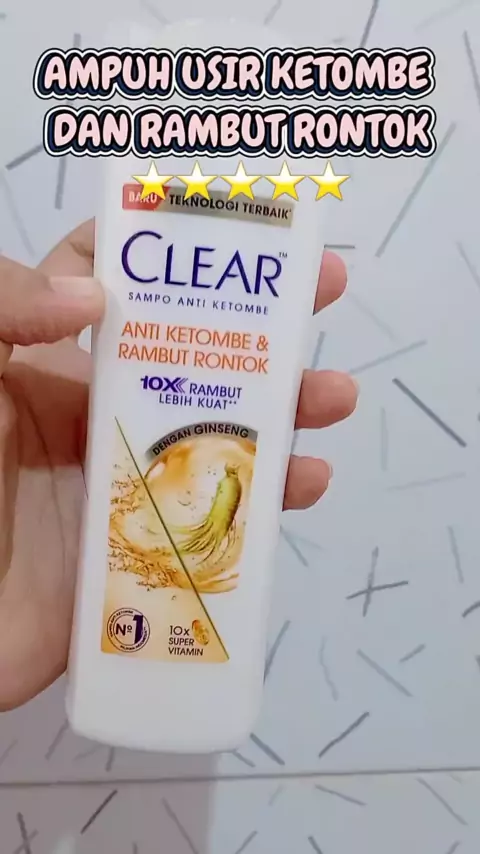 AMPUH USIR KETOMBE
DAN RAMBUT RONTOK
BARU TEKNOLOGI TERBAIK*
CLEAR™
SAMPO ANTI KETOMBE
ANTI KETOMBE &
RAMBUT RONTOK
10X RAMBUT
LEBIH KUAT**
DENGAN GINSENG
Nº1
10x
SUPER
VITAMIN